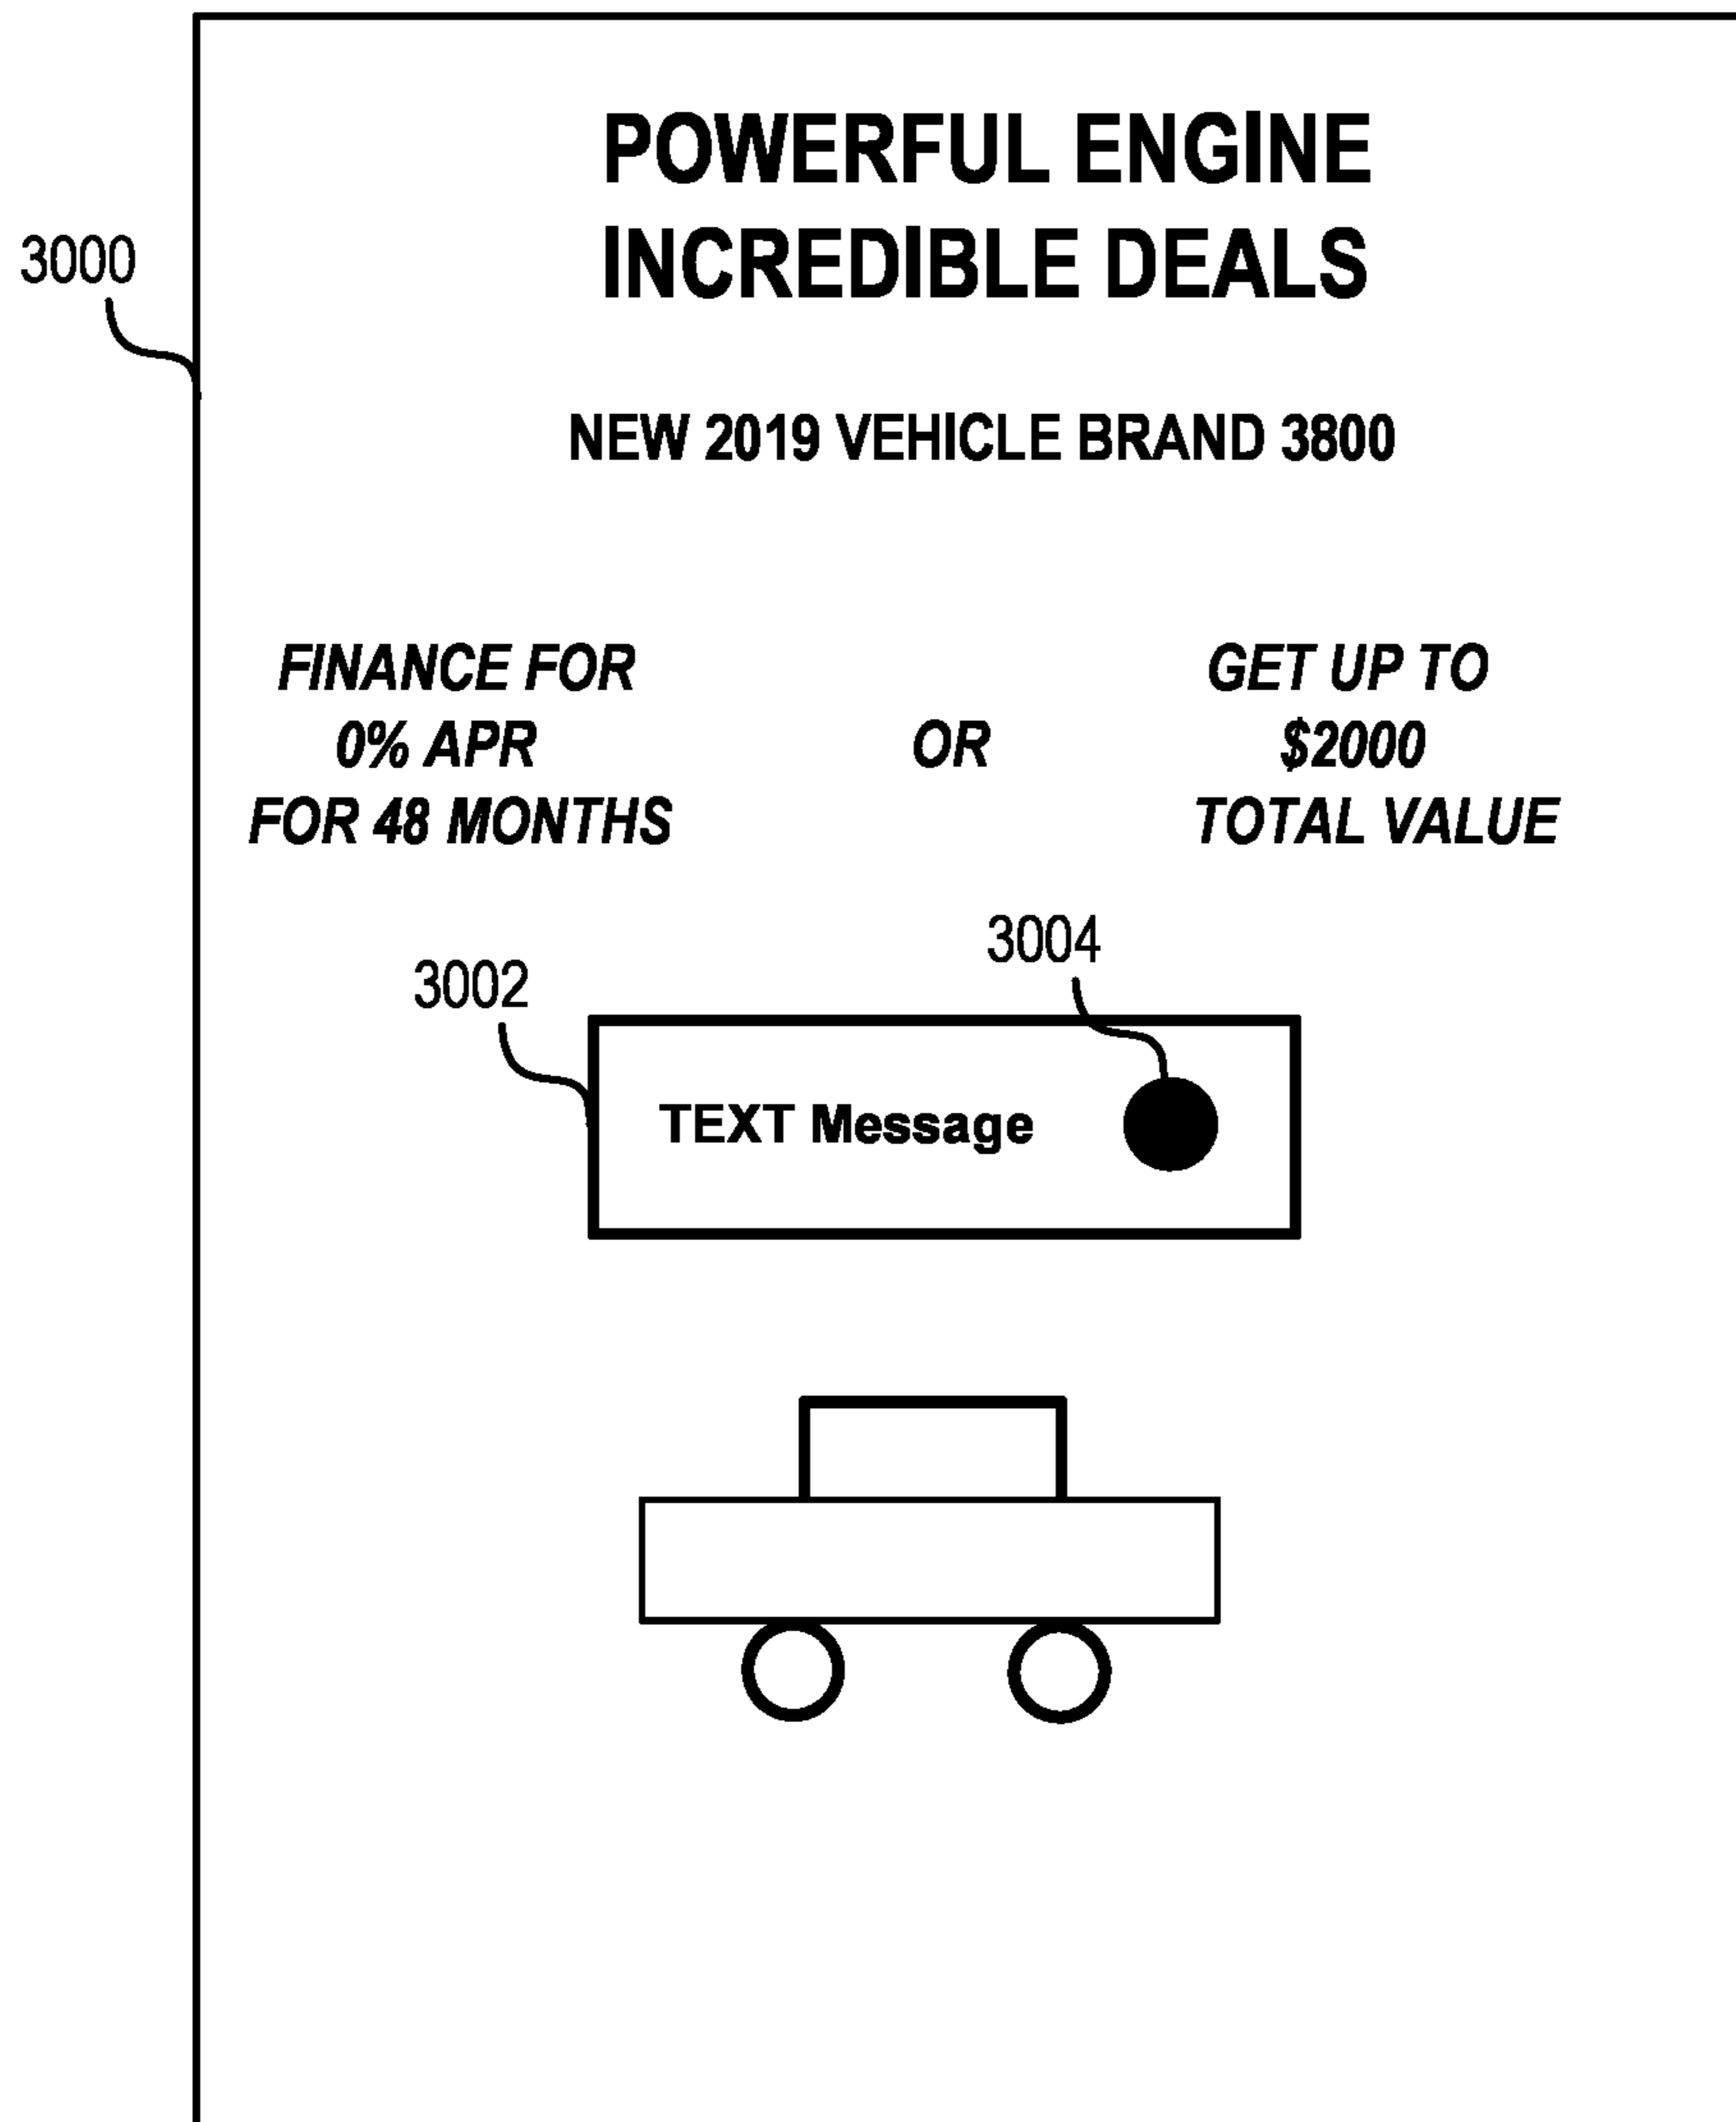 POWERFUL ENGINE
INCREDIBLE DEALS
3000
NEW 2019 VEHICLE BRAND 3800
FINANCE FOR
0% APR
FOR 48 MONTHS
OR
GET UP TO
$2000
TOTAL VALUE
3002
3004
TEXT Message